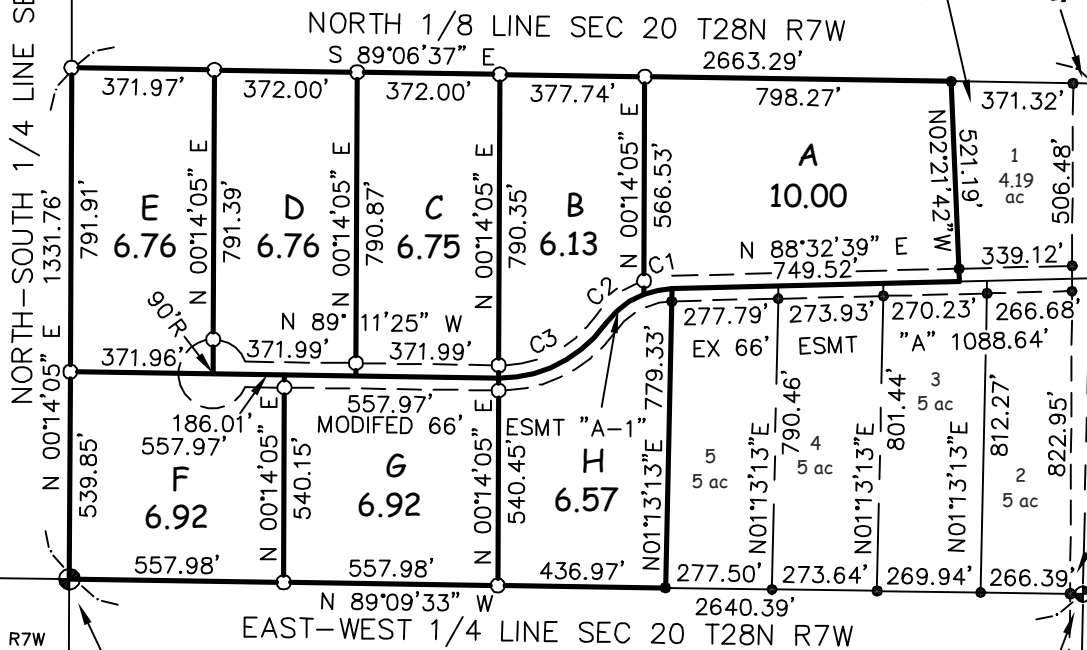 NORTH 1/8 LINE SEC 20 T28N R7W
S 89°06'37" E
2663.29'
371.97'
372.00'
372.00'
377.74'
798.27'
371.32'
NORTH-SOUTH 1/4 LINE SE
N 00°14'05" E 1331.76'
791.91'
E
6.76
N 00°14'05" E
791.39'
D
6.76
N 00°14'05" E
790.87'
C
6.75
N 00°14'05" E
790.35'
B
6.13
N 00°14'05" E
566.53'
A
10.00
N02°21'42"W
521.19'
1
4.19
ac
506.48'
N 88°32'39" E
749.52'
339.12'
C1
C2
C3
90'R
N 89° 11'25" W
371.96'
371.99'
371.99'
277.79'
273.93'
270.23'
266.68'
EX 66' ESMT "A" 1088.64'
186.01'
557.97'
MODIFED 66' ESMT "A-1"
557.97'
539.85'
F
6.92
N 00°14'05" E
540.15'
G
6.92
N 00°14'05" E
540.45'
H
6.57
N01°13'13"E
779.33'
5
5 ac
N01°13'13"E
790.46'
4
5 ac
N01°13'13"E
801.44'
3
5 ac
N01°13'13"E
812.27'
2
5 ac
822.95'
557.98'
557.98'
436.97'
277.50'
273.64'
269.94'
266.39'
N 89°09'33" W
2640.39'
EAST-WEST 1/4 LINE SEC 20 T28N R7W
R7W